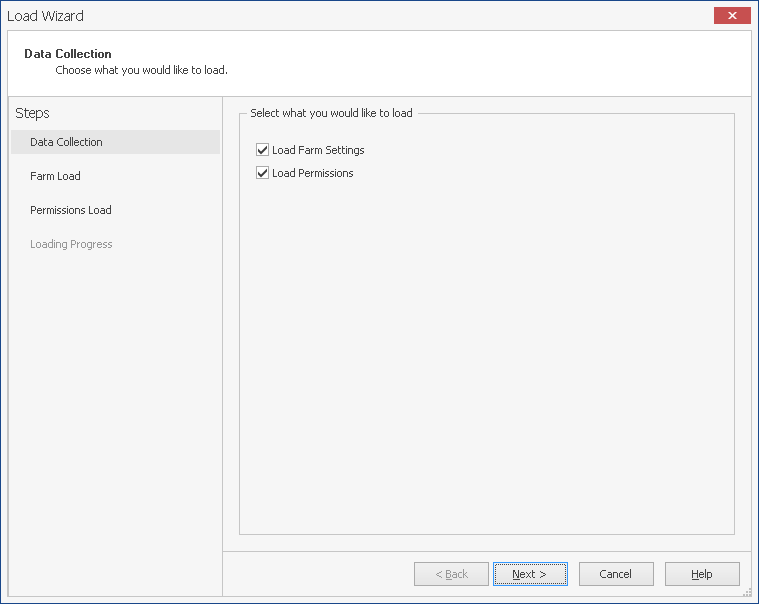 Load Wizard
Data Collection
Choose what you would like to load.
Steps
Data Collection
Farm Load
Permissions Load
Loading Progress
Select what you would like to load
Load Farm Settings
Load Permissions
< Back
Next >
Cancel
Help